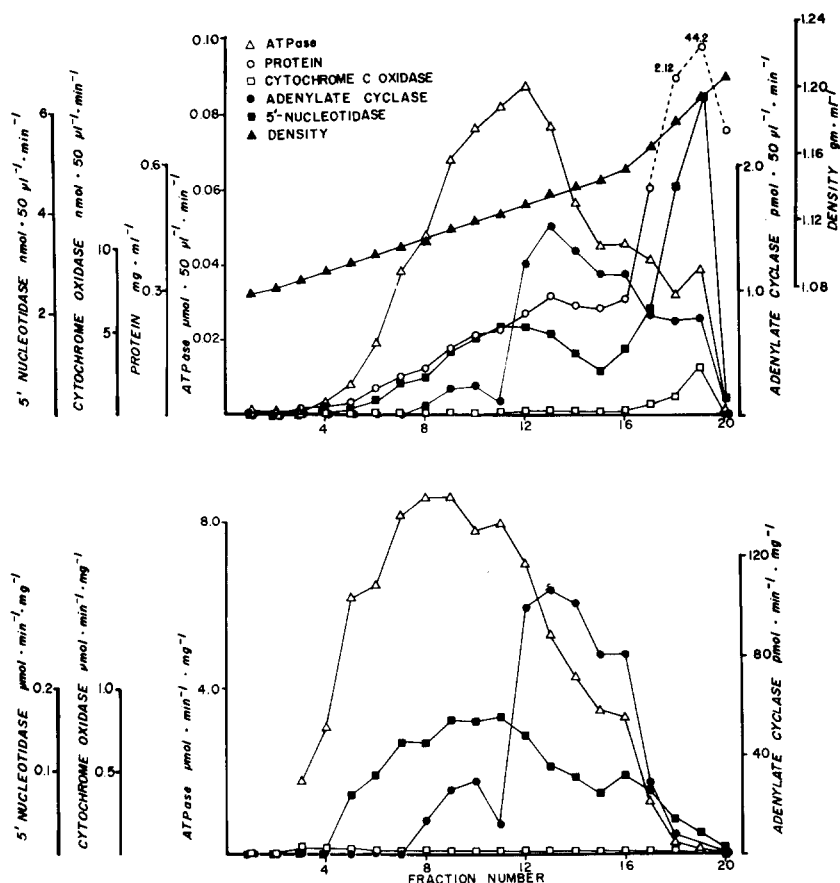 △ ATPase
○ PROTEIN
□ CYTOCHROME C OXIDASE
● ADENYLATE CYCLASE
■ 5'-NUCLEOTIDASE
▲ DENSITY
2.12
44.2
5' NUCLEOTIDASE nmol · 50 µl⁻¹ · min⁻¹
6
4
2
0
CYTOCHROME OXIDASE nmol · 50 µl⁻¹ · min⁻¹
10
5
0
PROTEIN mg · ml⁻¹
0.6
0.3
ATPase µmol · 50 µl⁻¹ · min⁻¹
0.10
0.08
0.06
0.04
0.02
0
4
8
12
16
20
ADENYLATE CYCLASE pmol · 50 µl⁻¹ · min⁻¹
2.0
1.0
0
DENSITY gm · ml⁻¹
1.24
1.20
1.16
1.12
1.08
5' NUCLEOTIDASE µmol · min⁻¹ · mg⁻¹
0.2
0.1
CYTOCHROME OXIDASE µmol · min⁻¹ · mg⁻¹
1.0
0.5
ATPase µmol · min⁻¹ · mg⁻¹
8.0
4.0
0
4
8
12
16
20
FRACTION NUMBER
ADENYLATE CYCLASE pmol · min⁻¹ · mg⁻¹
120
80
40
0